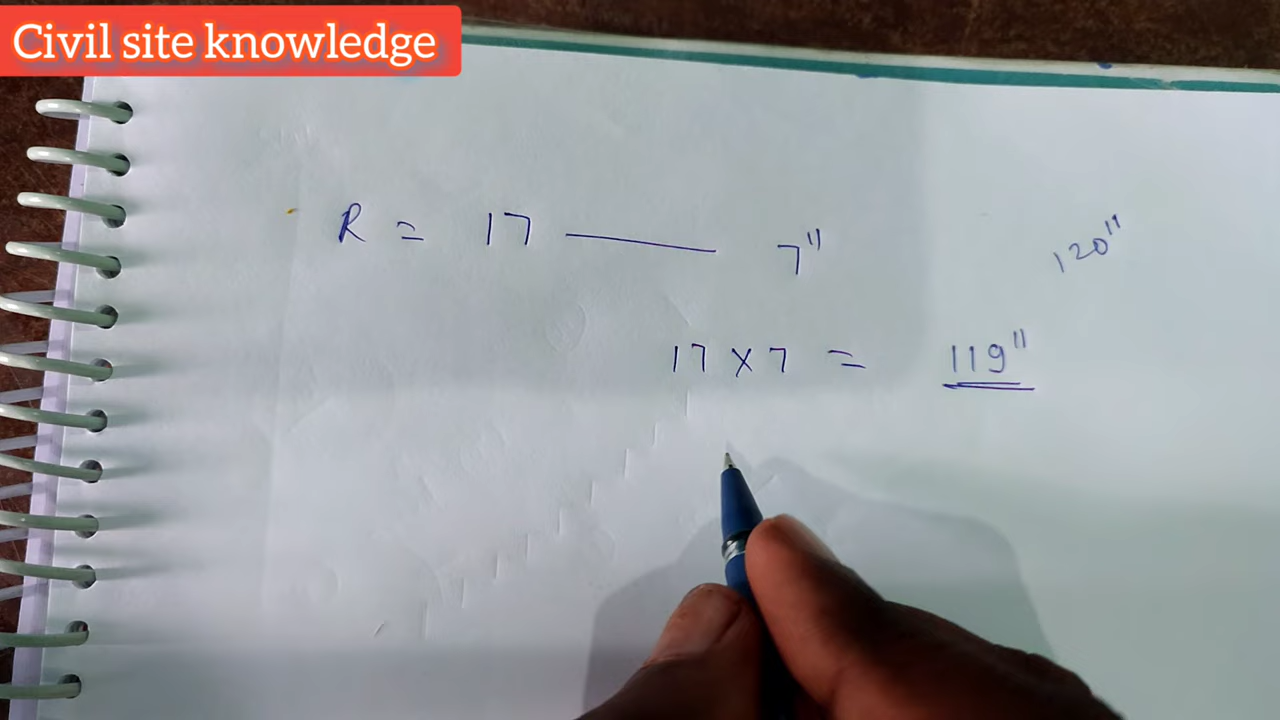 Civil site knowledge
R = 17 — 7"
120"
17 × 7 = 119"